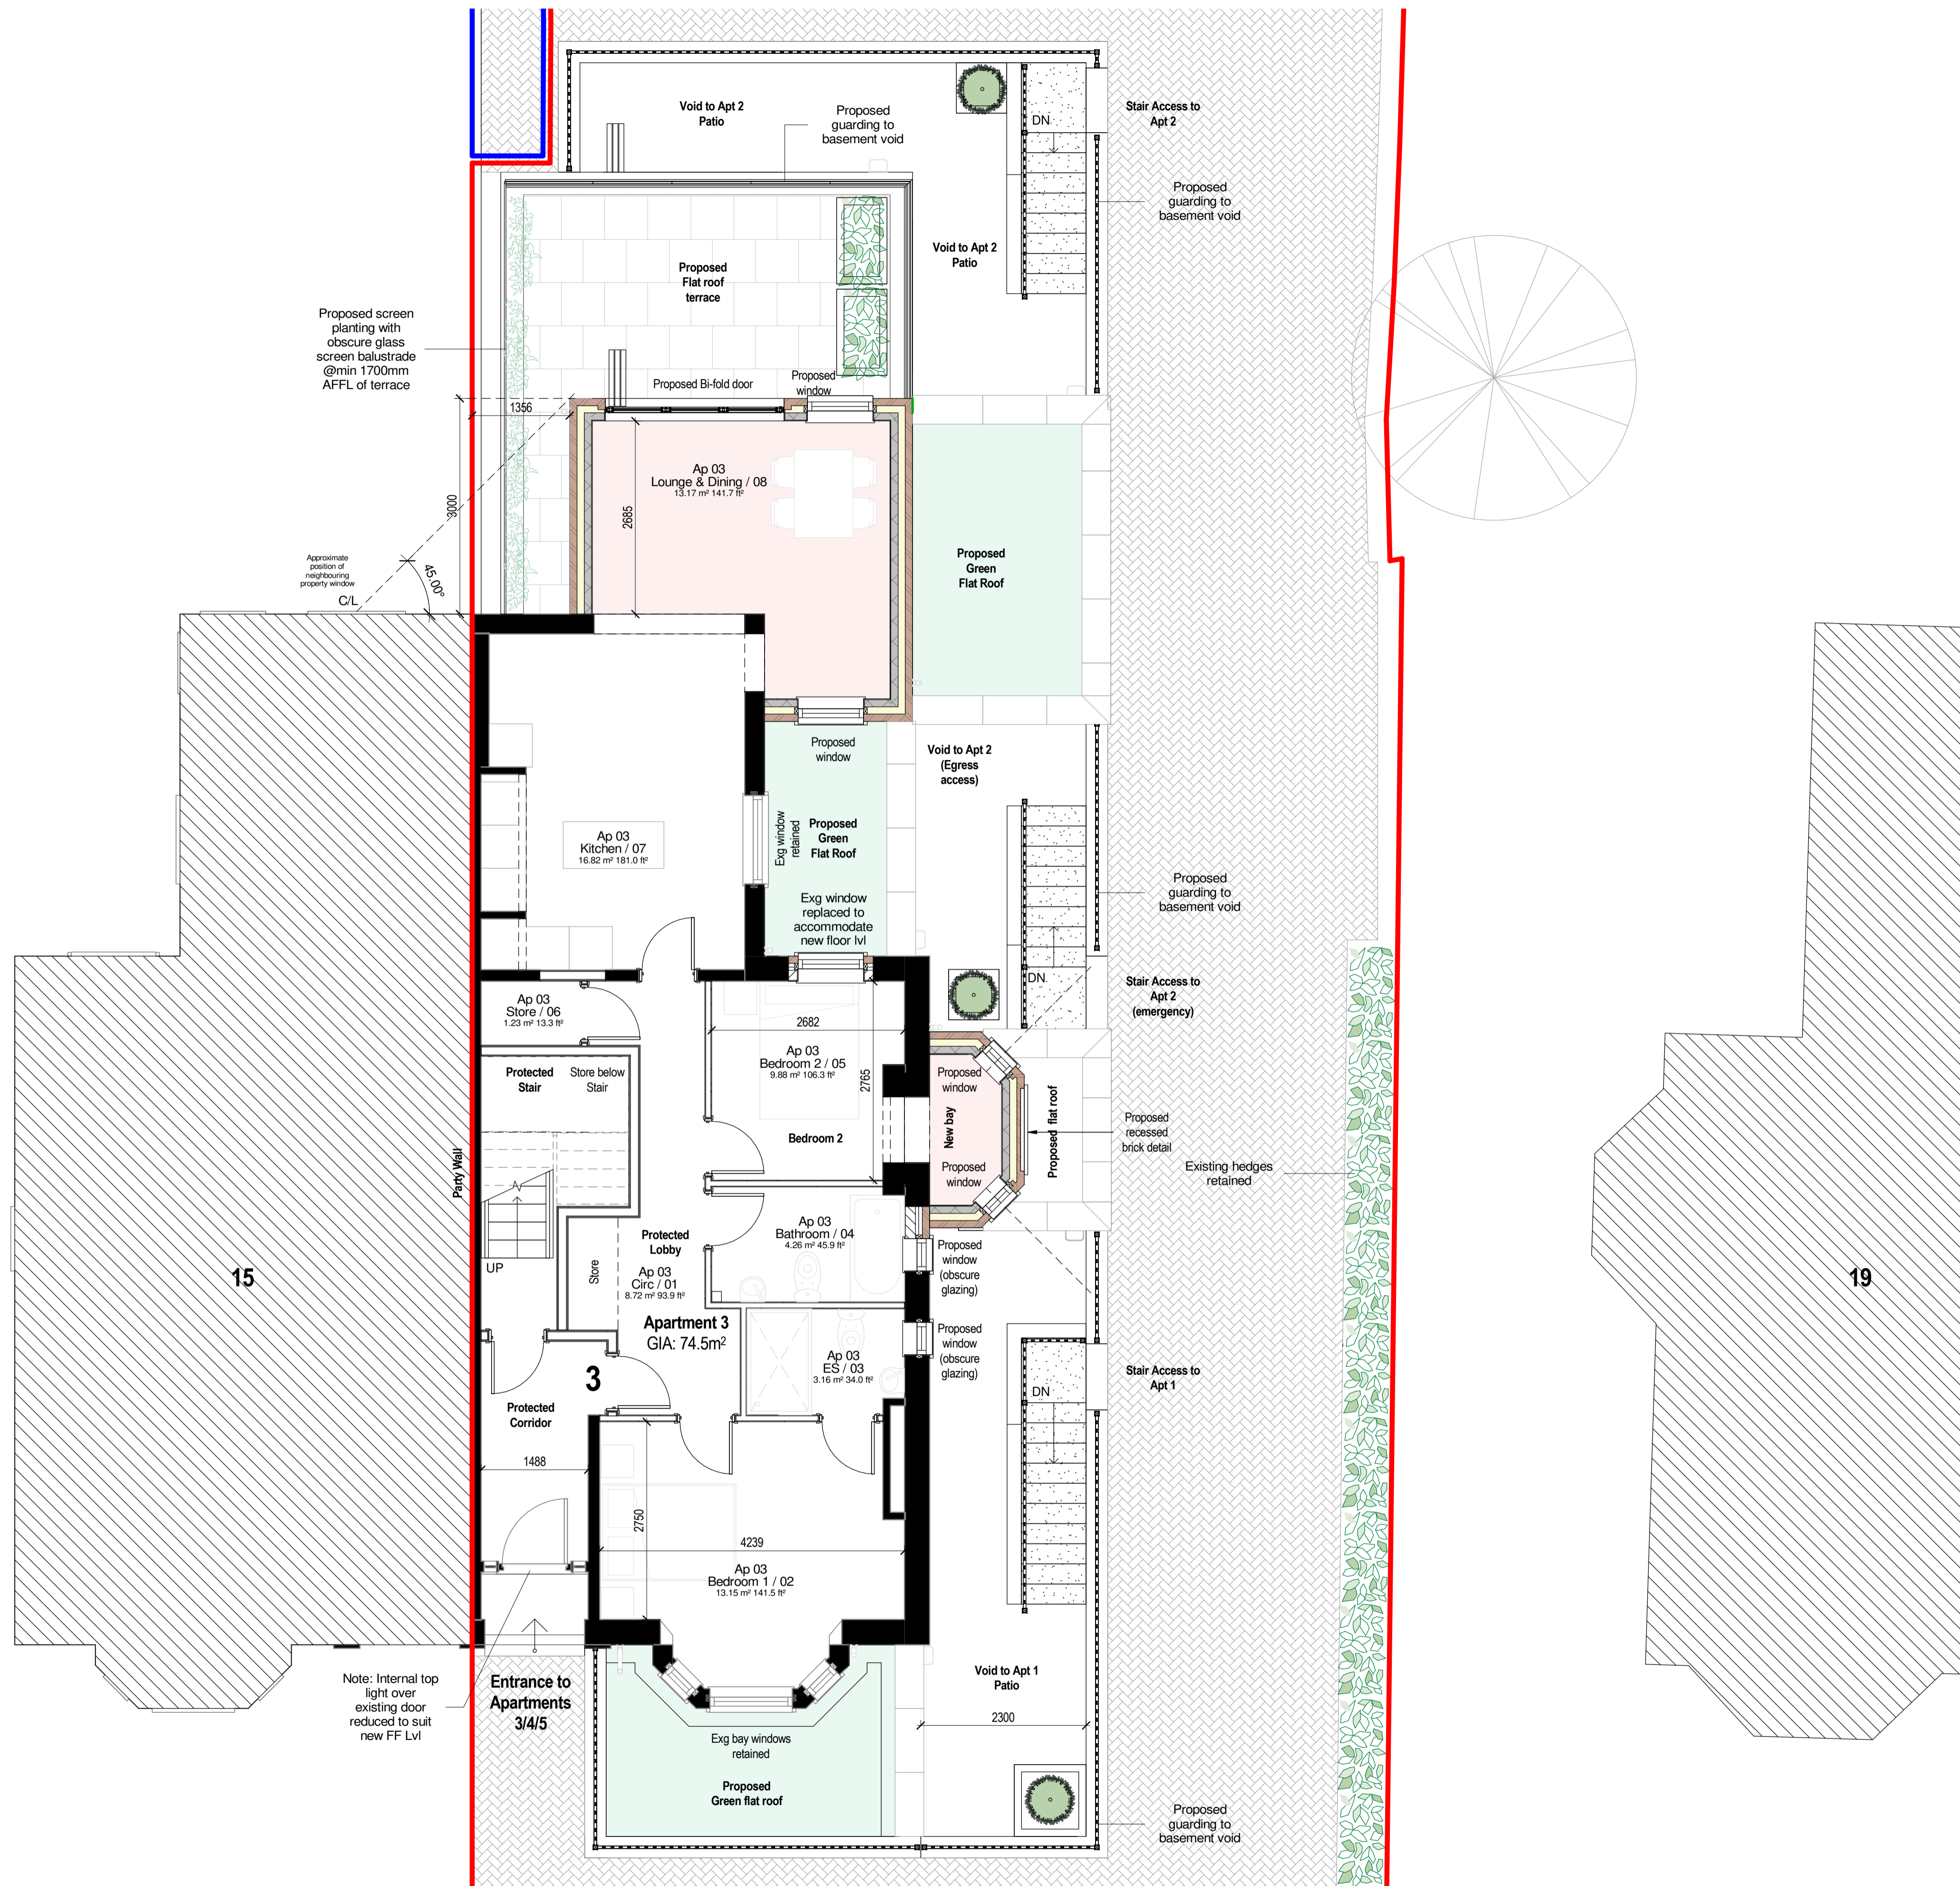 Void to Apt 2
Patio
Proposed
guarding to
basement void
DN
Stair Access to
Apt 2
Proposed
guarding to
basement void
Void to Apt 2
Patio
Proposed
Flat roof
terrace
Proposed screen
planting with
obscure glass
screen balustrade
@min 1700mm
AFFL of terrace
Proposed Bi-fold door
Proposed
window
1356
3000
2685
Ap 03
Lounge & Dining / 08
13.17 m² 141.7 ft²
Approximate
position of
neighbouring
property window
C/L
45.00°
Proposed
Green
Flat Roof
Proposed
window
Void to Apt 2
(Egress
access)
Exg window
retained
Proposed
Green
Flat Roof
Ap 03
Kitchen / 07
16.82 m² 181.0 ft²
Exg window
replaced to
accommodate
new floor lvl
Proposed
guarding to
basement void
DN
Stair Access to
Apt 2
(emergency)
Ap 03
Store / 06
1.23 m² 13.3 ft²
2682
Ap 03
Bedroom 2 / 05
9.88 m² 106.3 ft²
2765
Bedroom 2
Protected
Stair
Store below
Stair
Proposed
window
New bay
Proposed
window
Proposed flat roof
Proposed
recessed
brick detail
Existing hedges
retained
Party Wall
UP
Store
Protected
Lobby
Ap 03
Circ / 01
8.72 m² 93.9 ft²
Ap 03
Bathroom / 04
4.26 m² 45.9 ft²
Proposed
window
(obscure
glazing)
15
19
Apartment 3
GIA: 74.5m²
Ap 03
ES / 03
3.16 m² 34.0 ft²
Proposed
window
(obscure
glazing)
Stair Access to
Apt 1
DN
3
Protected
Corridor
1488
2750
4239
Ap 03
Bedroom 1 / 02
13.15 m² 141.5 ft²
Note: Internal top
light over
existing door
reduced to suit
new FF Lvl
Entrance to
Apartments
3/4/5
Void to Apt 1
Patio
2300
Exg bay windows
retained
Proposed
Green flat roof
Proposed
guarding to
basement void